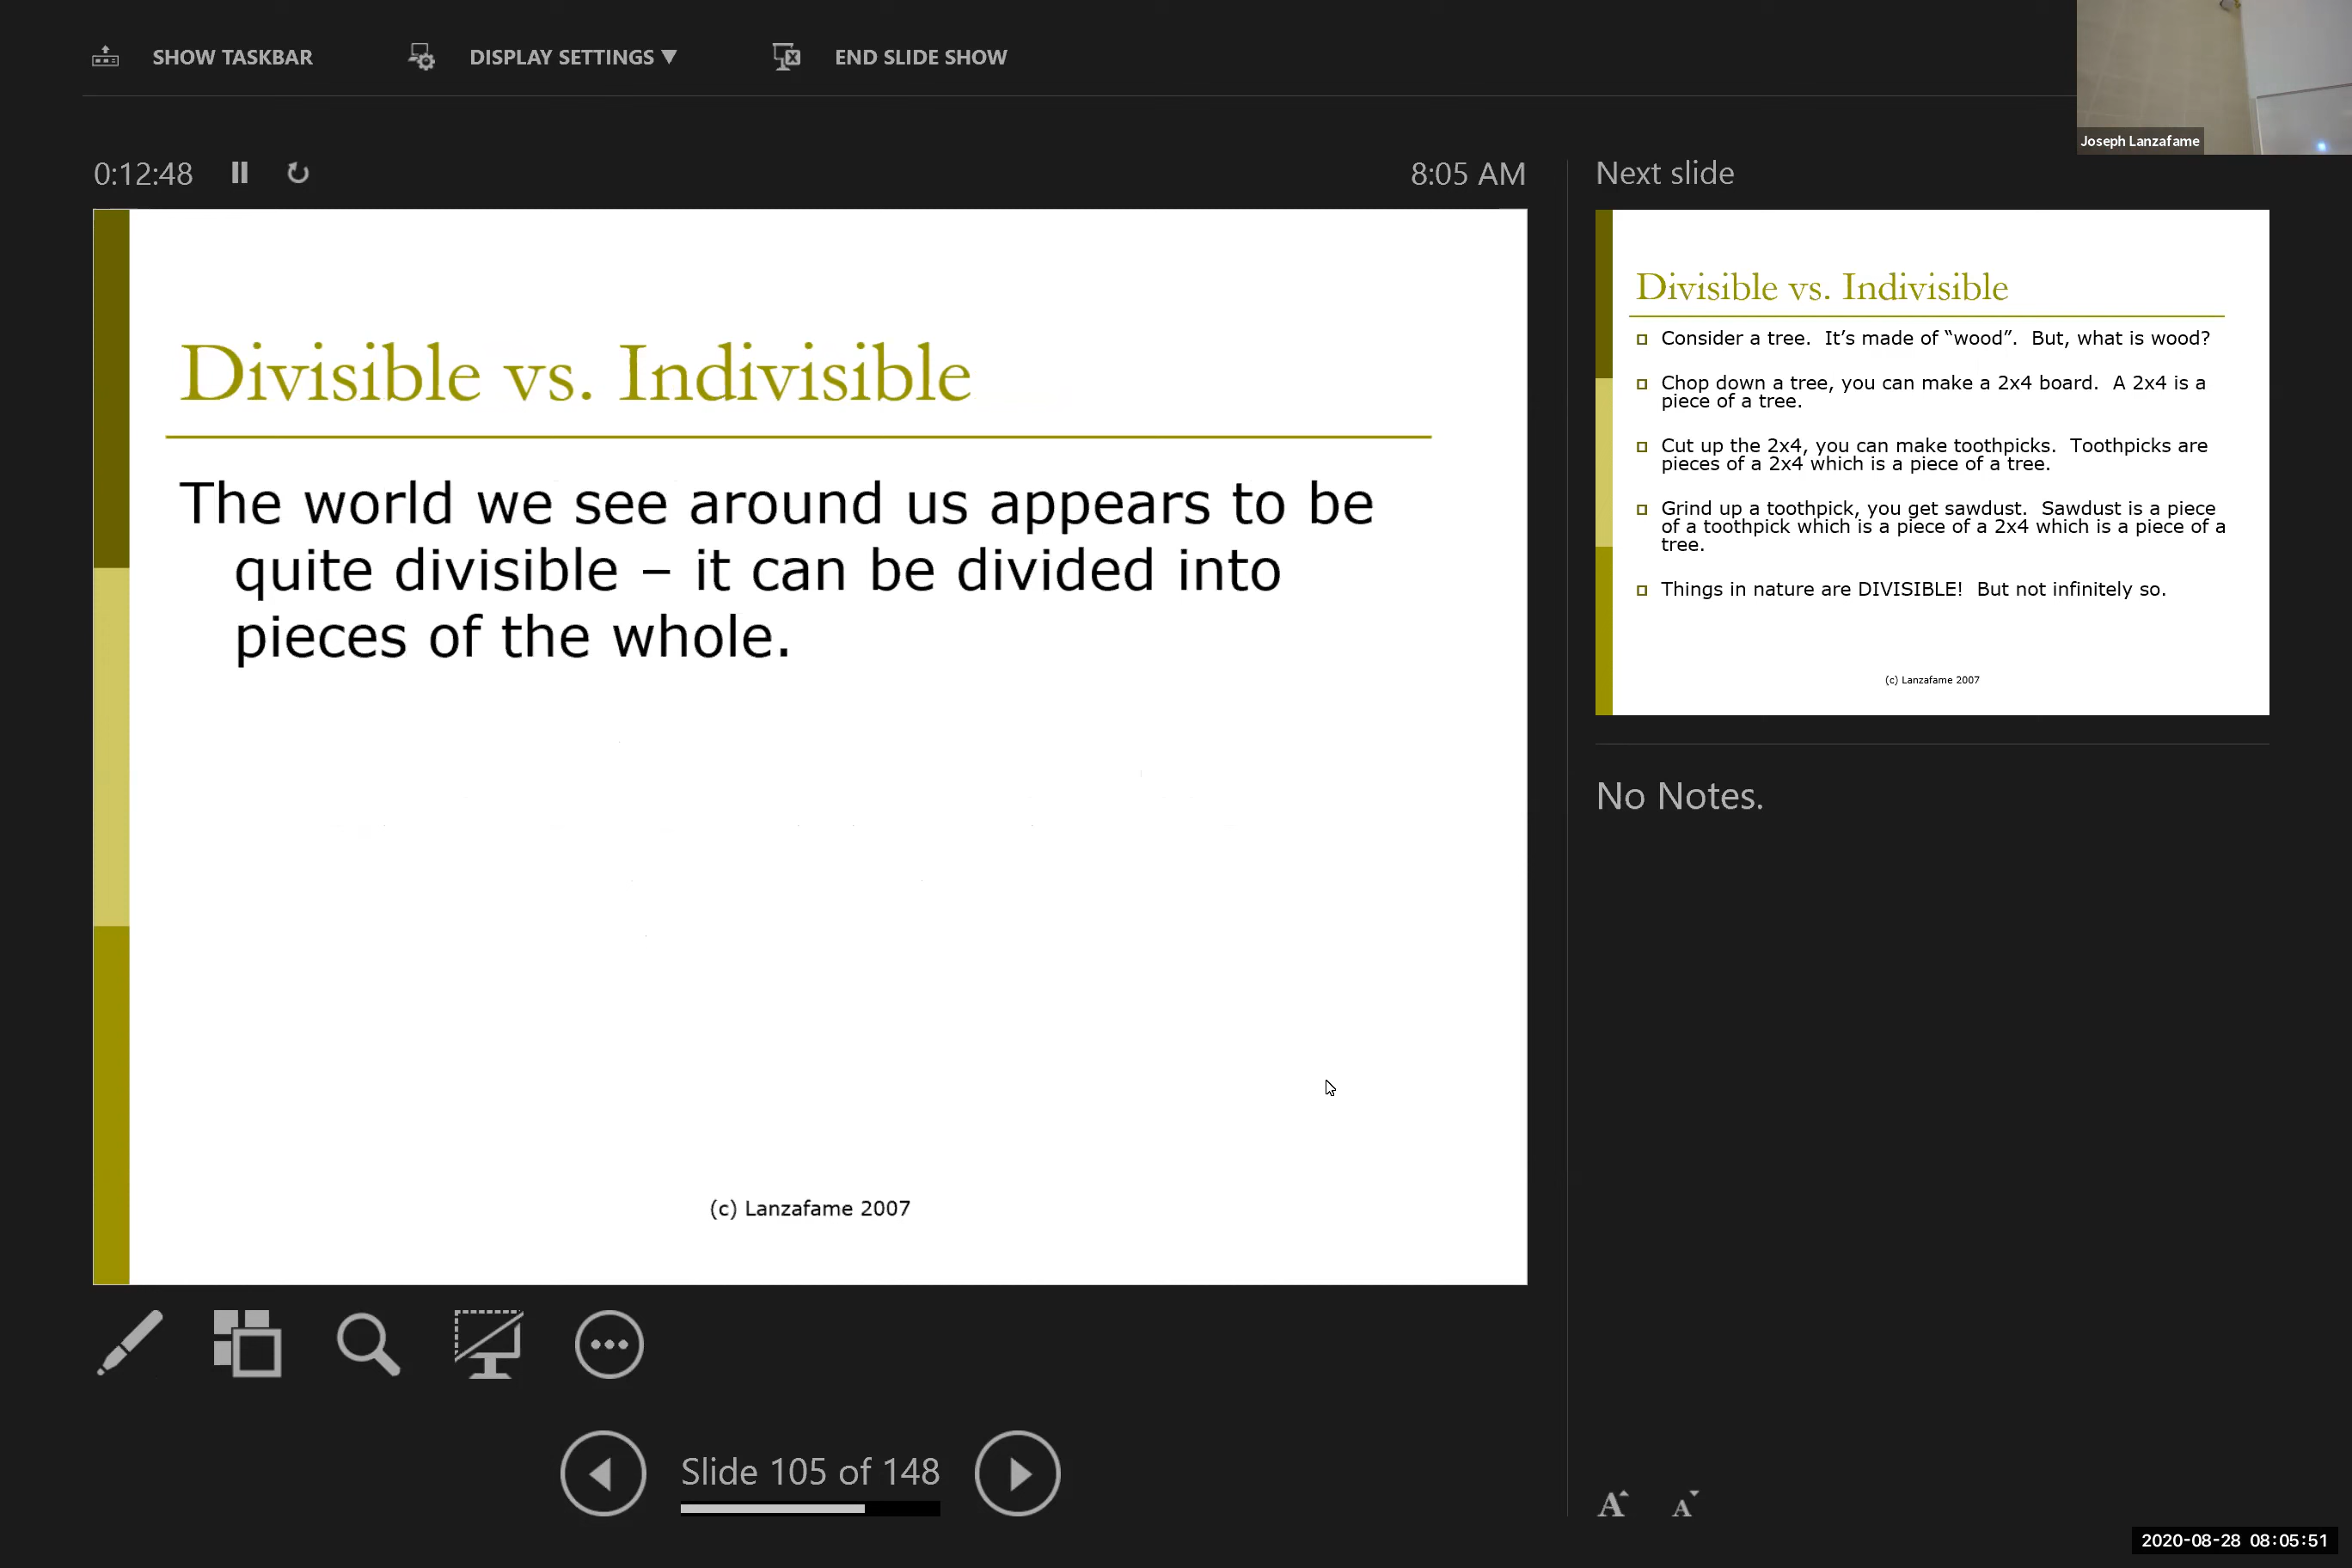 SHOW TASKBAR
DISPLAY SETTINGS ▼
END SLIDE SHOW
Joseph Lanzafame
0:12:48
8:05 AM
Divisible vs. Indivisible
The world we see around us appears to be
quite divisible – it can be divided into
pieces of the whole.
(c) Lanzafame 2007
Slide 105 of 148
Next slide
Divisible vs. Indivisible
Consider a tree. It’s made of “wood”. But, what is wood?
Chop down a tree, you can make a 2x4 board. A 2x4 is a
piece of a tree.
Cut up the 2x4, you can make toothpicks. Toothpicks are
pieces of a 2x4 which is a piece of a tree.
Grind up a toothpick, you get sawdust. Sawdust is a piece
of a toothpick which is a piece of a 2x4 which is a piece of a
tree.
Things in nature are DIVISIBLE! But not infinitely so.
(c) Lanzafame 2007
No Notes.
A A
2020-08-28 08:05:51